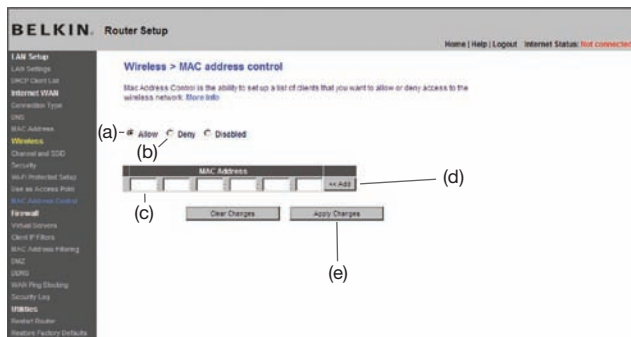 BELKIN. Router Setup
Home | Help | Logout Internet Status: Not connected
LAN Setup
LAN Settings
DHCP Client List
Internet WAN
Connection Type
DNS
MAC Address
Wireless
Channel and SSID
Security
Wi-Fi Protected Setup
Use as Access Point
MAC Address Control
Firewall
Virtual Servers
Client IP Filters
MAC Address Filtering
DMZ
DDNS
WAN Ping Blocking
Security Log
Utilities
Restart Router
Restore Factory Defaults
Wireless > MAC address control
Mac Address Control is the ability to set up a list of clients that you want to allow or deny access to the
wireless network. More Info
(a) Allow Deny Disabled
(b)
MAC Address
: : : : : << Add
(d)
(c)
Clear Changes Apply Changes
(e)